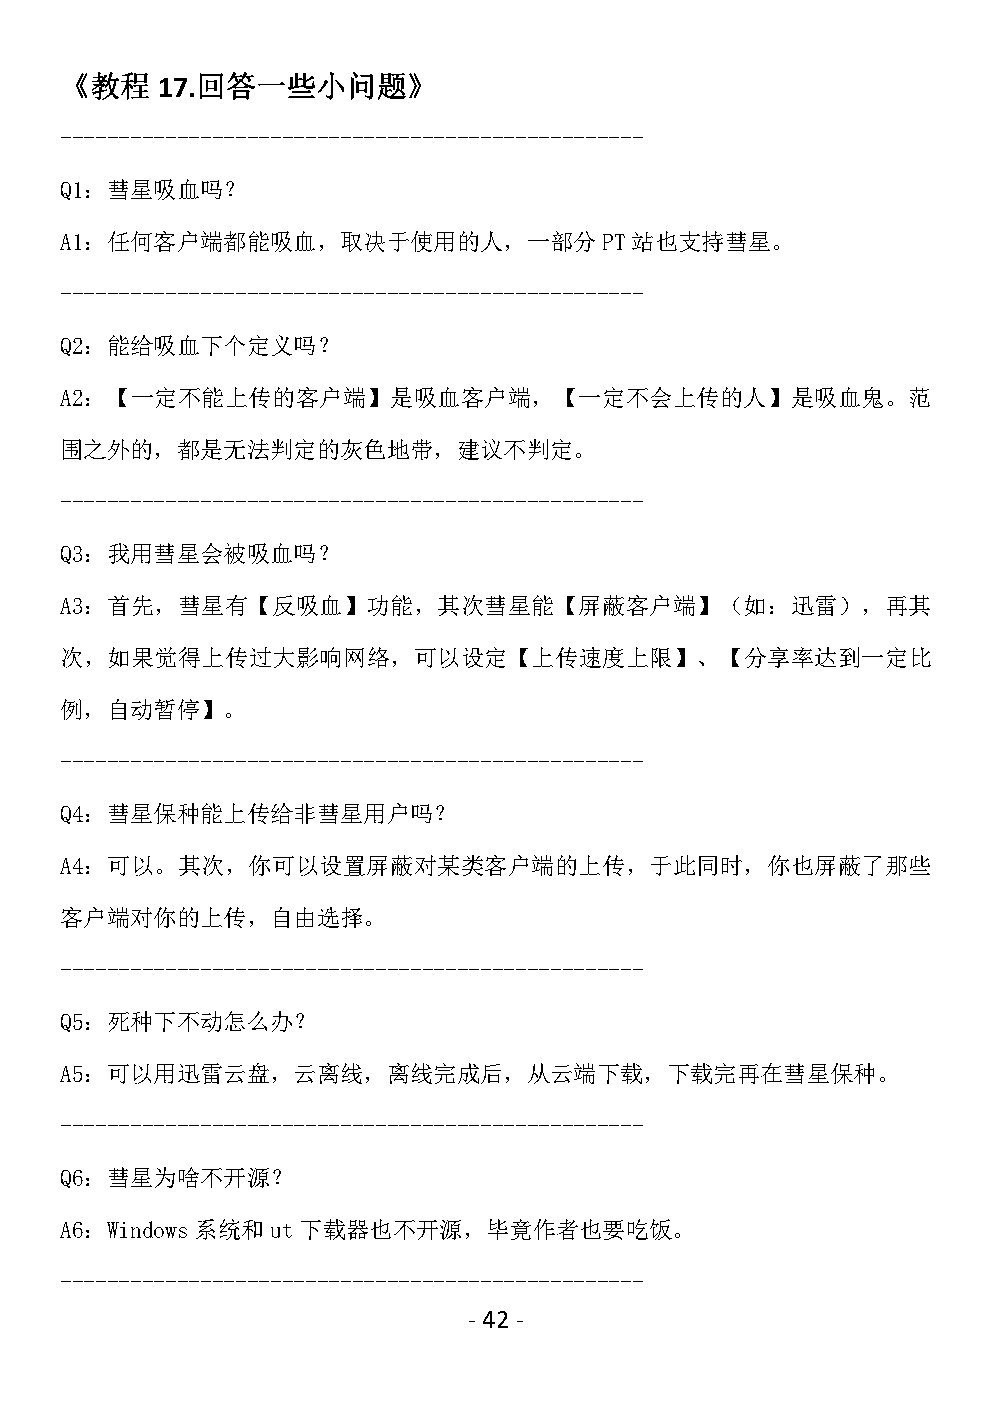 《教程 17.回答一些小问题》
--------------------------------------------------
Q1：彗星吸血吗？
A1：任何客户端都能吸血，取决于使用的人，一部分 PT 站也支持彗星。
--------------------------------------------------
Q2：能给吸血下个定义吗？
A2：【一定不能上传的客户端】是吸血客户端，【一定不会上传的人】是吸血鬼。范
围之外的，都是无法判定的灰色地带，建议不判定。
--------------------------------------------------
Q3：我用彗星会被吸血吗？
A3：首先，彗星有【反吸血】功能，其次彗星能【屏蔽客户端】（如：迅雷），再其
次，如果觉得上传过大影响网络，可以设定【上传速度上限】、【分享率达到一定比
例，自动暂停】。
--------------------------------------------------
Q4：彗星保种能上传给非彗星用户吗？
A4：可以。其次，你可以设置屏蔽对某类客户端的上传，于此同时，你也屏蔽了那些
客户端对你的上传，自由选择。
--------------------------------------------------
Q5：死种下不动怎么办？
A5：可以用迅雷云盘，云离线，离线完成后，从云端下载，下载完再在彗星保种。
--------------------------------------------------
Q6：彗星为啥不开源？
A6：Windows 系统和 ut 下载器也不开源，毕竟作者也要吃饭。
--------------------------------------------------
- 42 -